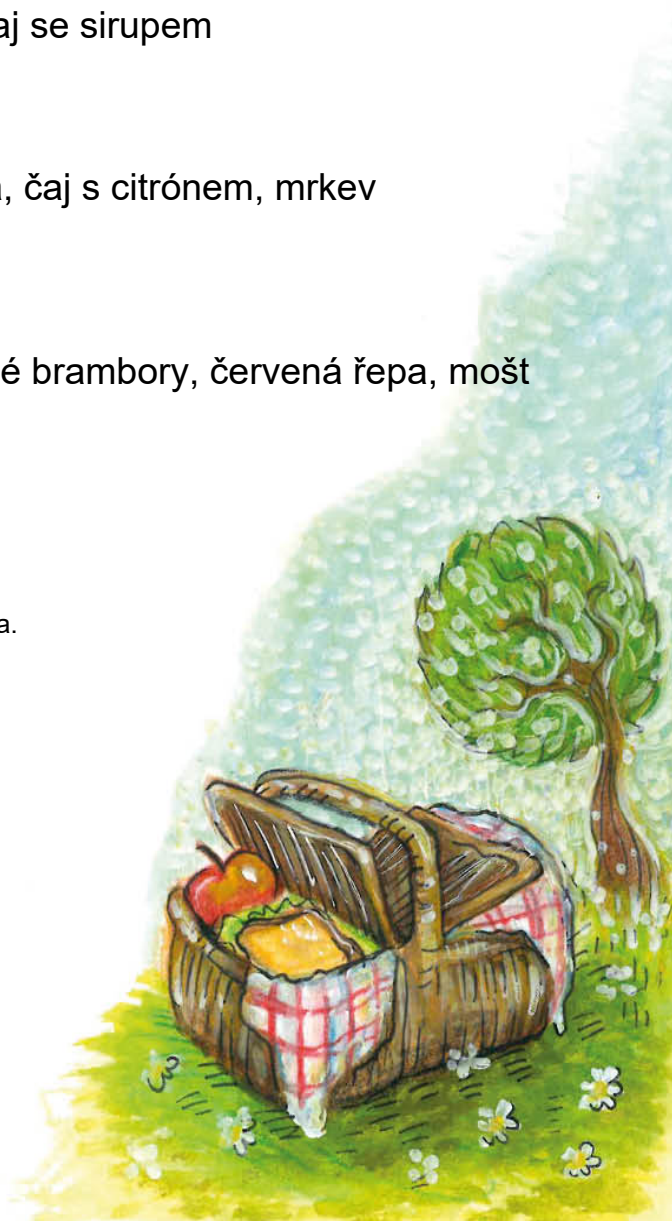 aj se sirupem
, čaj s citrónem, mrkev
é brambory, červená řepa, mošt
a.